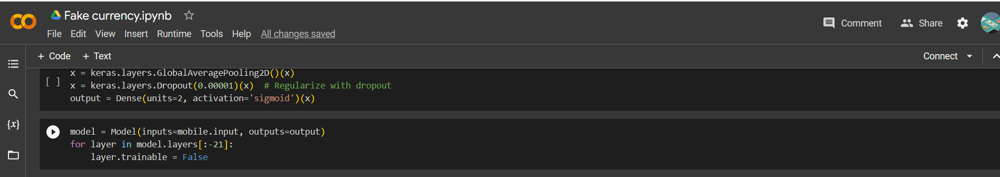 Fake currency.ipynb
Comment Share
File Edit View Insert Runtime Tools Help All changes saved
+ Code + Text Connect
x = keras.layers.GlobalAveragePooling2D()(x)
[ ] x = keras.layers.Dropout(0.00001)(x)  # Regularize with dropout
output = Dense(units=2, activation='sigmoid')(x)
{x}
model = Model(inputs=mobile.input, outputs=output)
for layer in model.layers[:-21]:
    layer.trainable = False